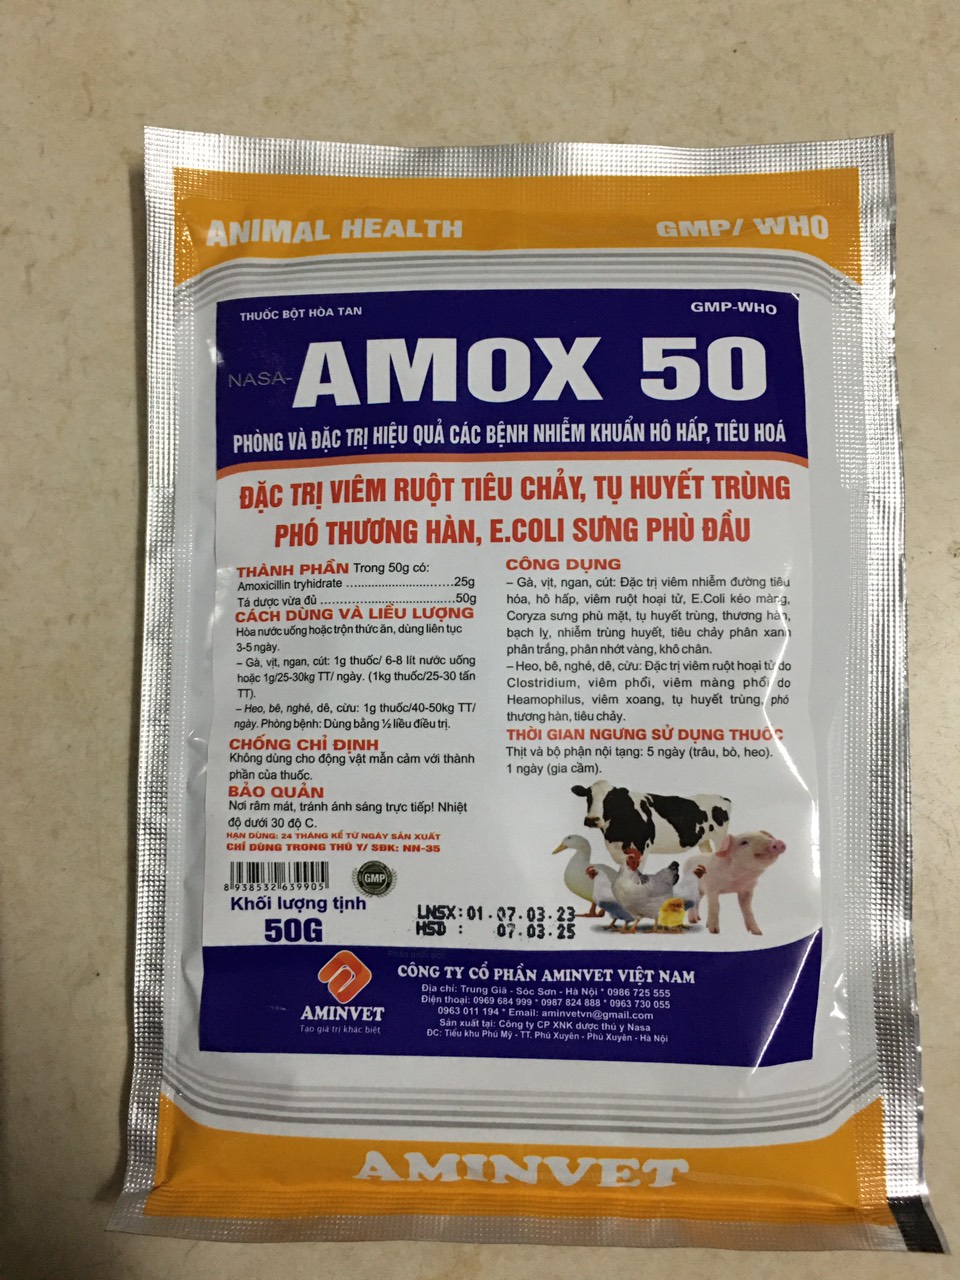 ANIMAL HEALTH
GMP/ WHO
THUỐC BỘT HÒA TAN
GMP-WHO
NASA-AMOX 50
PHÒNG VÀ ĐẶC TRỊ HIỆU QUẢ CÁC BỆNH NHIỄM KHUẨN HÔ HẤP, TIÊU HOÁ
ĐẶC TRỊ VIÊM RUỘT TIÊU CHẢY, TỤ HUYẾT TRÙNG
PHÓ THƯƠNG HÀN, E.COLI SƯNG PHÙ ĐẦU
THÀNH PHẦN Trong 50g có:
Amoxicillin tryhidrate ..............................25g
Tá dược vừa đủ ......................................50g
CÁCH DÙNG VÀ LIỀU LƯỢNG
Hòa nước uống hoặc trộn thức ăn, dùng liên tục
3-5 ngày.
– Gà, vịt, ngan, cút: 1g thuốc/ 6-8 lít nước uống
hoặc 1g/25-30kg TT/ ngày. (1kg thuốc/25-30 tấn
TT).
– Heo, bê, nghé, dê, cừu: 1g thuốc/40-50kg TT/
ngày. Phòng bệnh: Dùng bằng ½ liều điều trị.
CHỐNG CHỈ ĐỊNH
Không dùng cho động vật mẫn cảm với thành
phần của thuốc.
BẢO QUẢN
Nơi râm mát, tránh ánh sáng trực tiếp! Nhiệt
độ dưới 30 độ C.
HẠN DÙNG: 24 THÁNG KỂ TỪ NGÀY SẢN XUẤT
CHỈ DÙNG TRONG THÚ Y/ SĐK: NN-35
8 938532 639905
GMP
Khối lượng tịnh
50G
CÔNG DỤNG
– Gà, vịt, ngan, cút: Đặc trị viêm nhiễm đường tiêu
hóa, hô hấp, viêm ruột hoại tử, E.Coli kéo màng,
Coryza sưng phù mặt, tụ huyết trùng, thương hàn,
bạch lỵ, nhiễm trùng huyết, tiêu chảy phân xanh
phân trắng, phân nhớt vàng, khô chân.
– Heo, bê, nghé, dê, cừu: Đặc trị viêm ruột hoại tử do
Clostridium, viêm phổi, viêm màng phổi do
Heamophilus, viêm xoang, tụ huyết trùng, phó
thương hàn, tiêu chảy.
THỜI GIAN NGƯNG SỬ DỤNG THUỐC
Thịt và bộ phận nội tạng: 5 ngày (trâu, bò, heo).
1 ngày (gia cầm).
LNSX: 01. 07.03.23
HSD : 07.03.25
AMINVET
Tạo giá trị khác biệt
CÔNG TY CỔ PHẦN AMINVET VIỆT NAM
Địa chỉ: Trung Giã - Sóc Sơn - Hà Nội * 0986 725 555
Điện thoại: 0969 684 999 * 0987 824 888 * 0963 730 055
0963 011 194 * Email: aminvetvn@gmail.com
Sản xuất tại: Công ty CP XNK dược thú y Nasa
ĐC: Tiểu khu Phú Mỹ - TT. Phú Xuyên - Phú Xuyên - Hà Nội
AMINVET